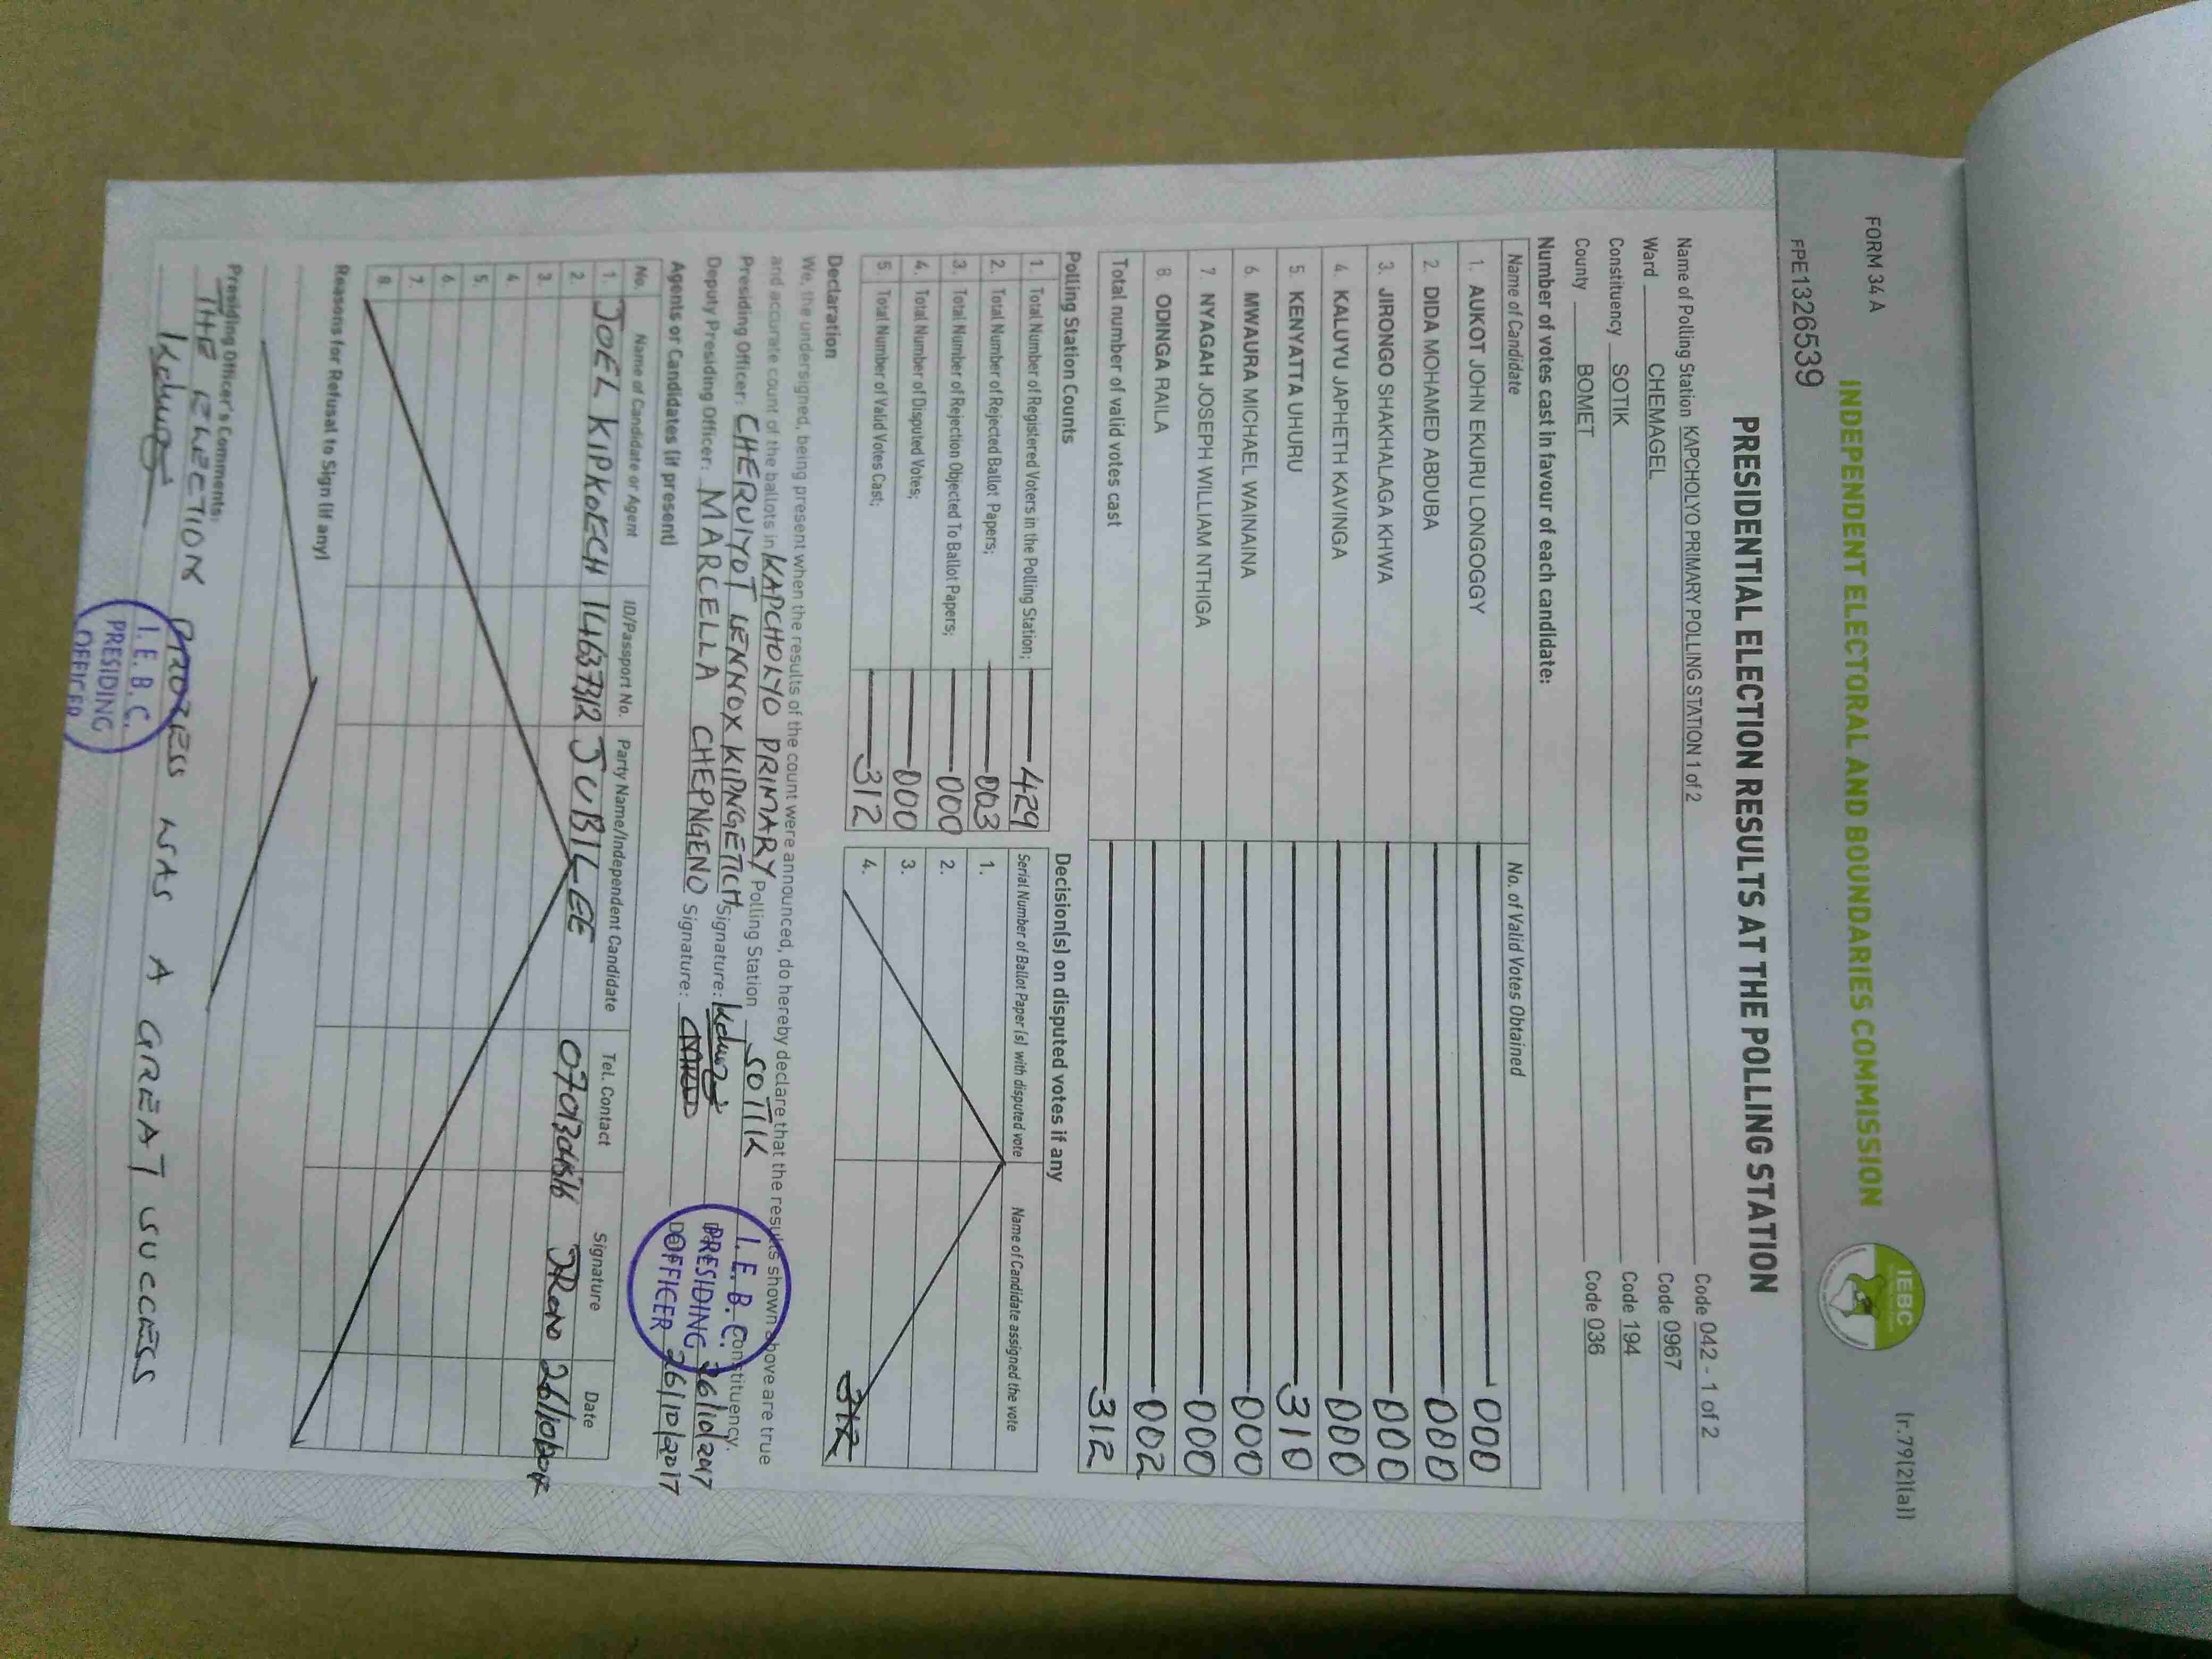 FORM 34 A
(r.79(2)(a))
INDEPENDENT ELECTORAL AND BOUNDARIES COMMISSION
IEBC
FPE1326539
PRESIDENTIAL ELECTION RESULTS AT THE POLLING STATION
Name of Polling Station KAPCHOLYO PRIMARY POLLING STATION 1 of 2 Code 042 - 1 of 2
Ward CHEMAGEL Code 0967
Constituency SOTIK Code 194
County BOMET Code 036
Number of votes cast in favour of each candidate:
Name of Candidate No. of Valid Votes Obtained
1. AUKOT JOHN EKURU LONGOGGY 000
2. DIDA MOHAMED ABDUBA 000
3. JIRONGO SHAKHALAGA KHWA 000
4. KALUYU JAPHETH KAVINGA 000
5. KENYATTA UHURU 310
6. MWAURA MICHAEL WAINAINA 000
7. NYAGAH JOSEPH WILLIAM NTHIGA 000
8. ODINGA RAILA 002
Total number of valid votes cast 312
Polling Station Counts
1. Total Number of Registered Voters in the Polling Station; 429
2. Total Number of Rejected Ballot Papers; 003
3. Total Number of Rejection Objected To Ballot Papers; 000
4. Total Number of Disputed Votes; 000
5. Total Number of Valid Votes Cast; 312
Decision(s) on disputed votes if any
Serial Number of Ballot Paper (s) with disputed vote Name of Candidate assigned the vote
1.
2.
3.
4. 312
Declaration
We, the undersigned, being present when the results of the count were announced, do hereby declare that the results shown above are true
and accurate count of the ballots in KAPCHOLYO PRIMARY Polling Station SOTIK Constituency.
Presiding Officer: CHERUIYOT LENNOX KIPNGETICH Signature: 26/10/2017
Deputy Presiding Officer: MARCELLA CHEPNGENO Signature: 26/10/2017
I.E.B.C.
PRESIDING
OFFICER
Agents or Candidates (if present)
No. Name of Candidate or Agent ID/Passport No. Party Name/Independent Candidate Tel. Contact Signature Date
1. JOEL KIPKOECH 14637312 JUBILEE 26/10/2017
2.
3.
4
5.
6.
7.
8.
Reasons for Refusal to Sign (if any)
Presiding Officer's Comments:
THE ELECTION PROCESS WAS A GREAT SUCCESS
I.E.B.C.
PRESIDING
OFFICER